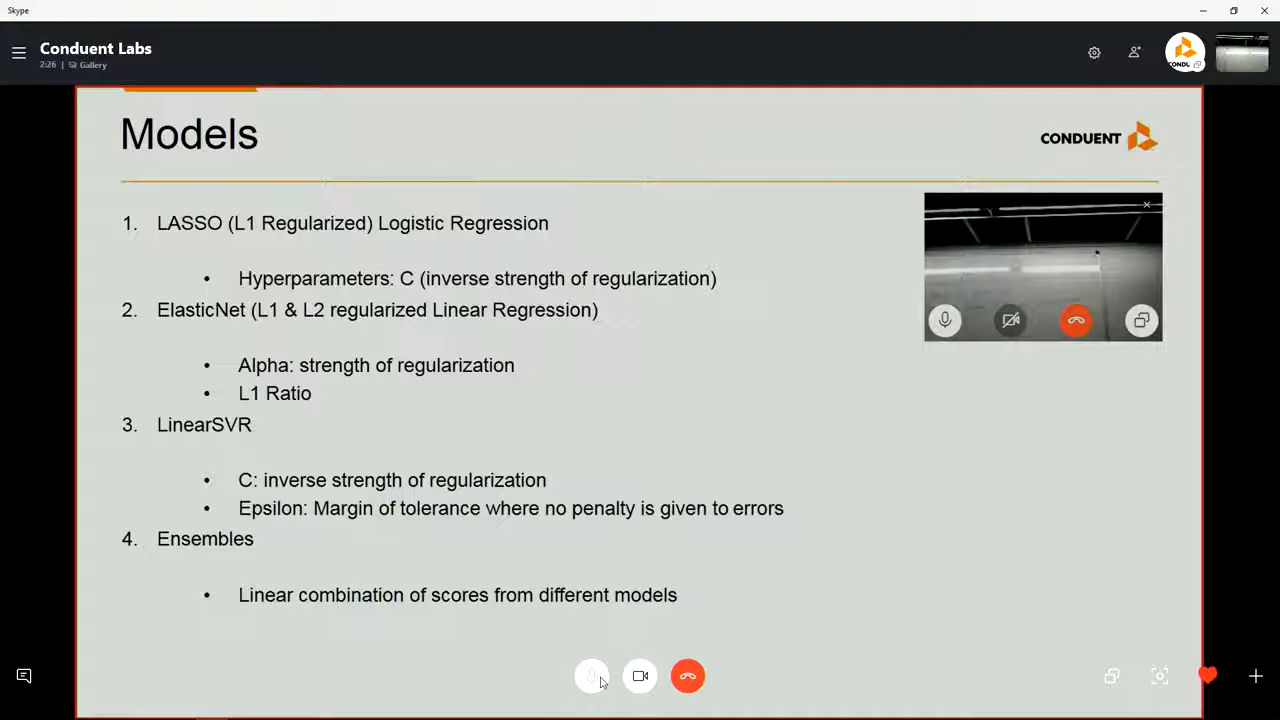 Skype
Conduent Labs
2:26 | Gallery
CONDU
Models
CONDUENT
1. LASSO (L1 Regularized) Logistic Regression
• Hyperparameters: C (inverse strength of regularization)
2. ElasticNet (L1 & L2 regularized Linear Regression)
• Alpha: strength of regularization
• L1 Ratio
3. LinearSVR
• C: inverse strength of regularization
• Epsilon: Margin of tolerance where no penalty is given to errors
4. Ensembles
• Linear combination of scores from different models